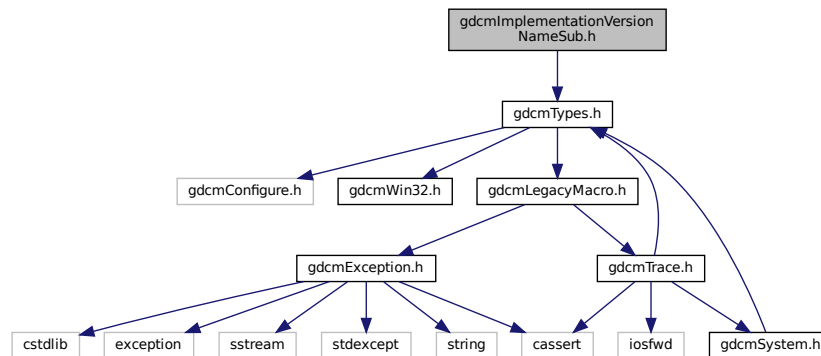 gdcmImplementationVersion
NameSub.h
gdcmTypes.h
gdcmConfigure.h
gdcmWin32.h
gdcmLegacyMacro.h
gdcmException.h
gdcmTrace.h
cstdlib
exception
sstream
stdexcept
string
cassert
iosfwd
gdcmSystem.h